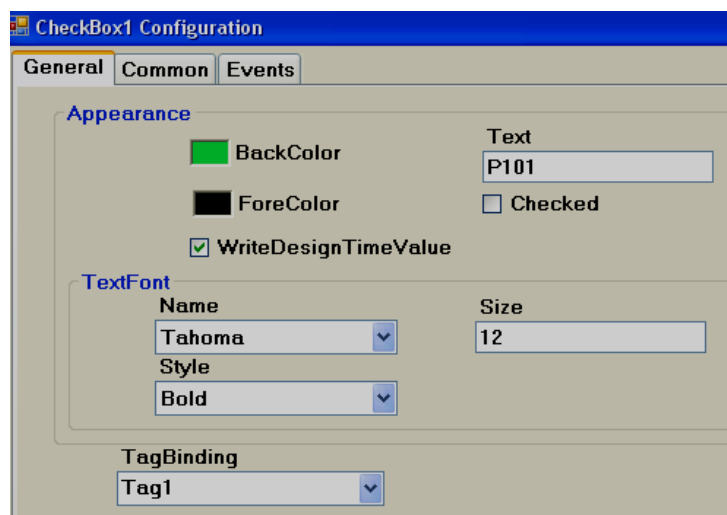 CheckBox1 Configuration
General Common Events
Appearance
BackColor
Text
P101
ForeColor
Checked
WriteDesignTimeValue
TextFont
Name
Size
Tahoma
12
Style
Bold
TagBinding
Tag1